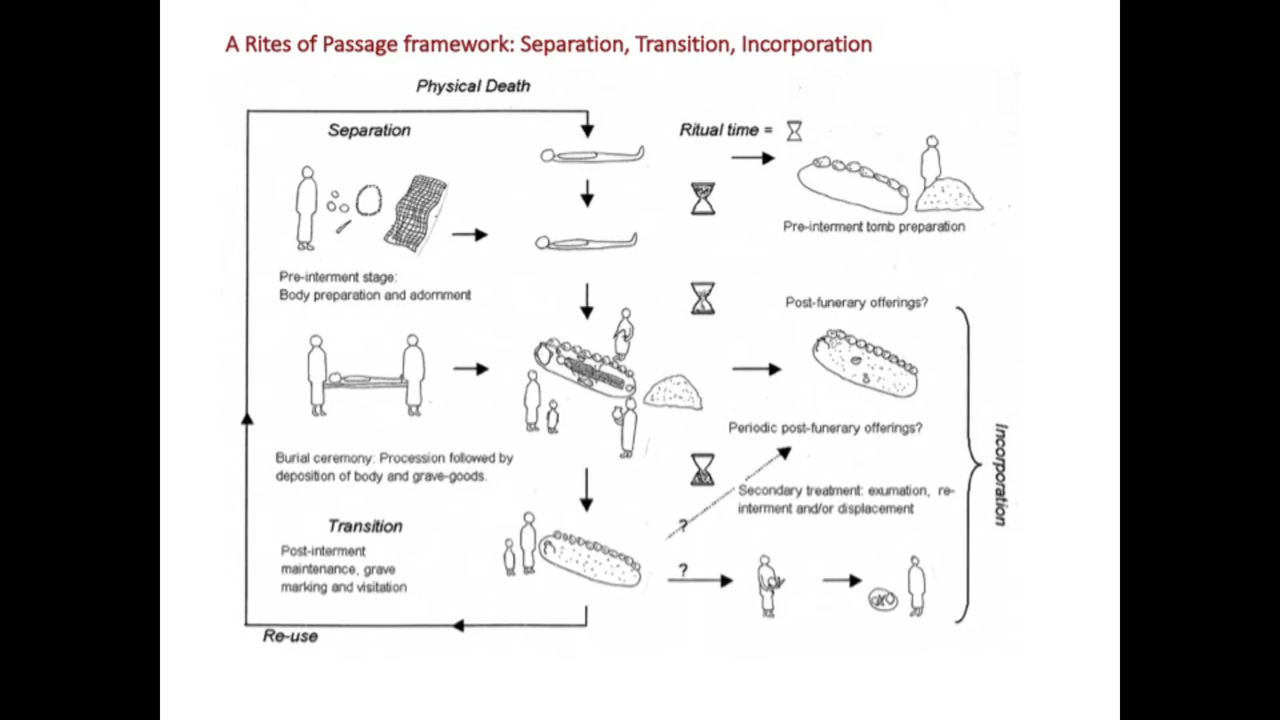 A Rites of Passage framework: Separation, Transition, Incorporation
Physical Death
Separation
Ritual time =
Pre-interment tomb preparation
Pre-interment stage:
Body preparation and adornment
Post-funerary offerings?
Periodic post-funerary offerings?
Burial ceremony: Procession followed by
deposition of body and grave-goods.
Secondary treatment: exumation, re-
interment and/or displacement
Incorporation
?
Transition
Post-interment
maintenance, grave
marking and visitation
?
Re-use